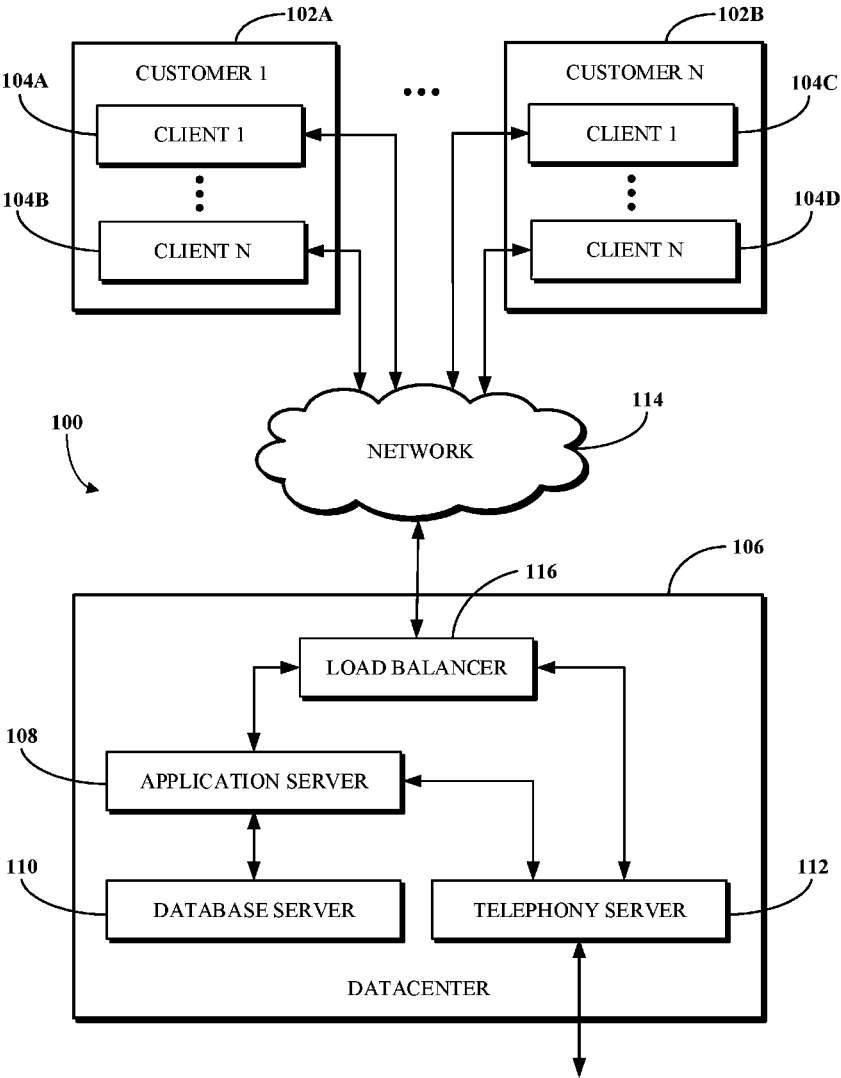 102A
102B
CUSTOMER 1
CUSTOMER N
104A
CLIENT 1
CLIENT 1
104C
104B
CLIENT N
CLIENT N
104D
114
100
NETWORK
106
116
LOAD BALANCER
108
APPLICATION SERVER
110
112
DATABASE SERVER
TELEPHONY SERVER
DATACENTER